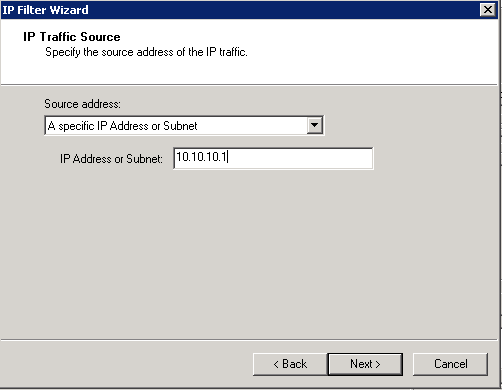 IP Filter Wizard
IP Traffic Source
Specify the source address of the IP traffic.
Source address:
A specific IP Address or Subnet
IP Address or Subnet: 10.10.10.1
< Back Next > Cancel